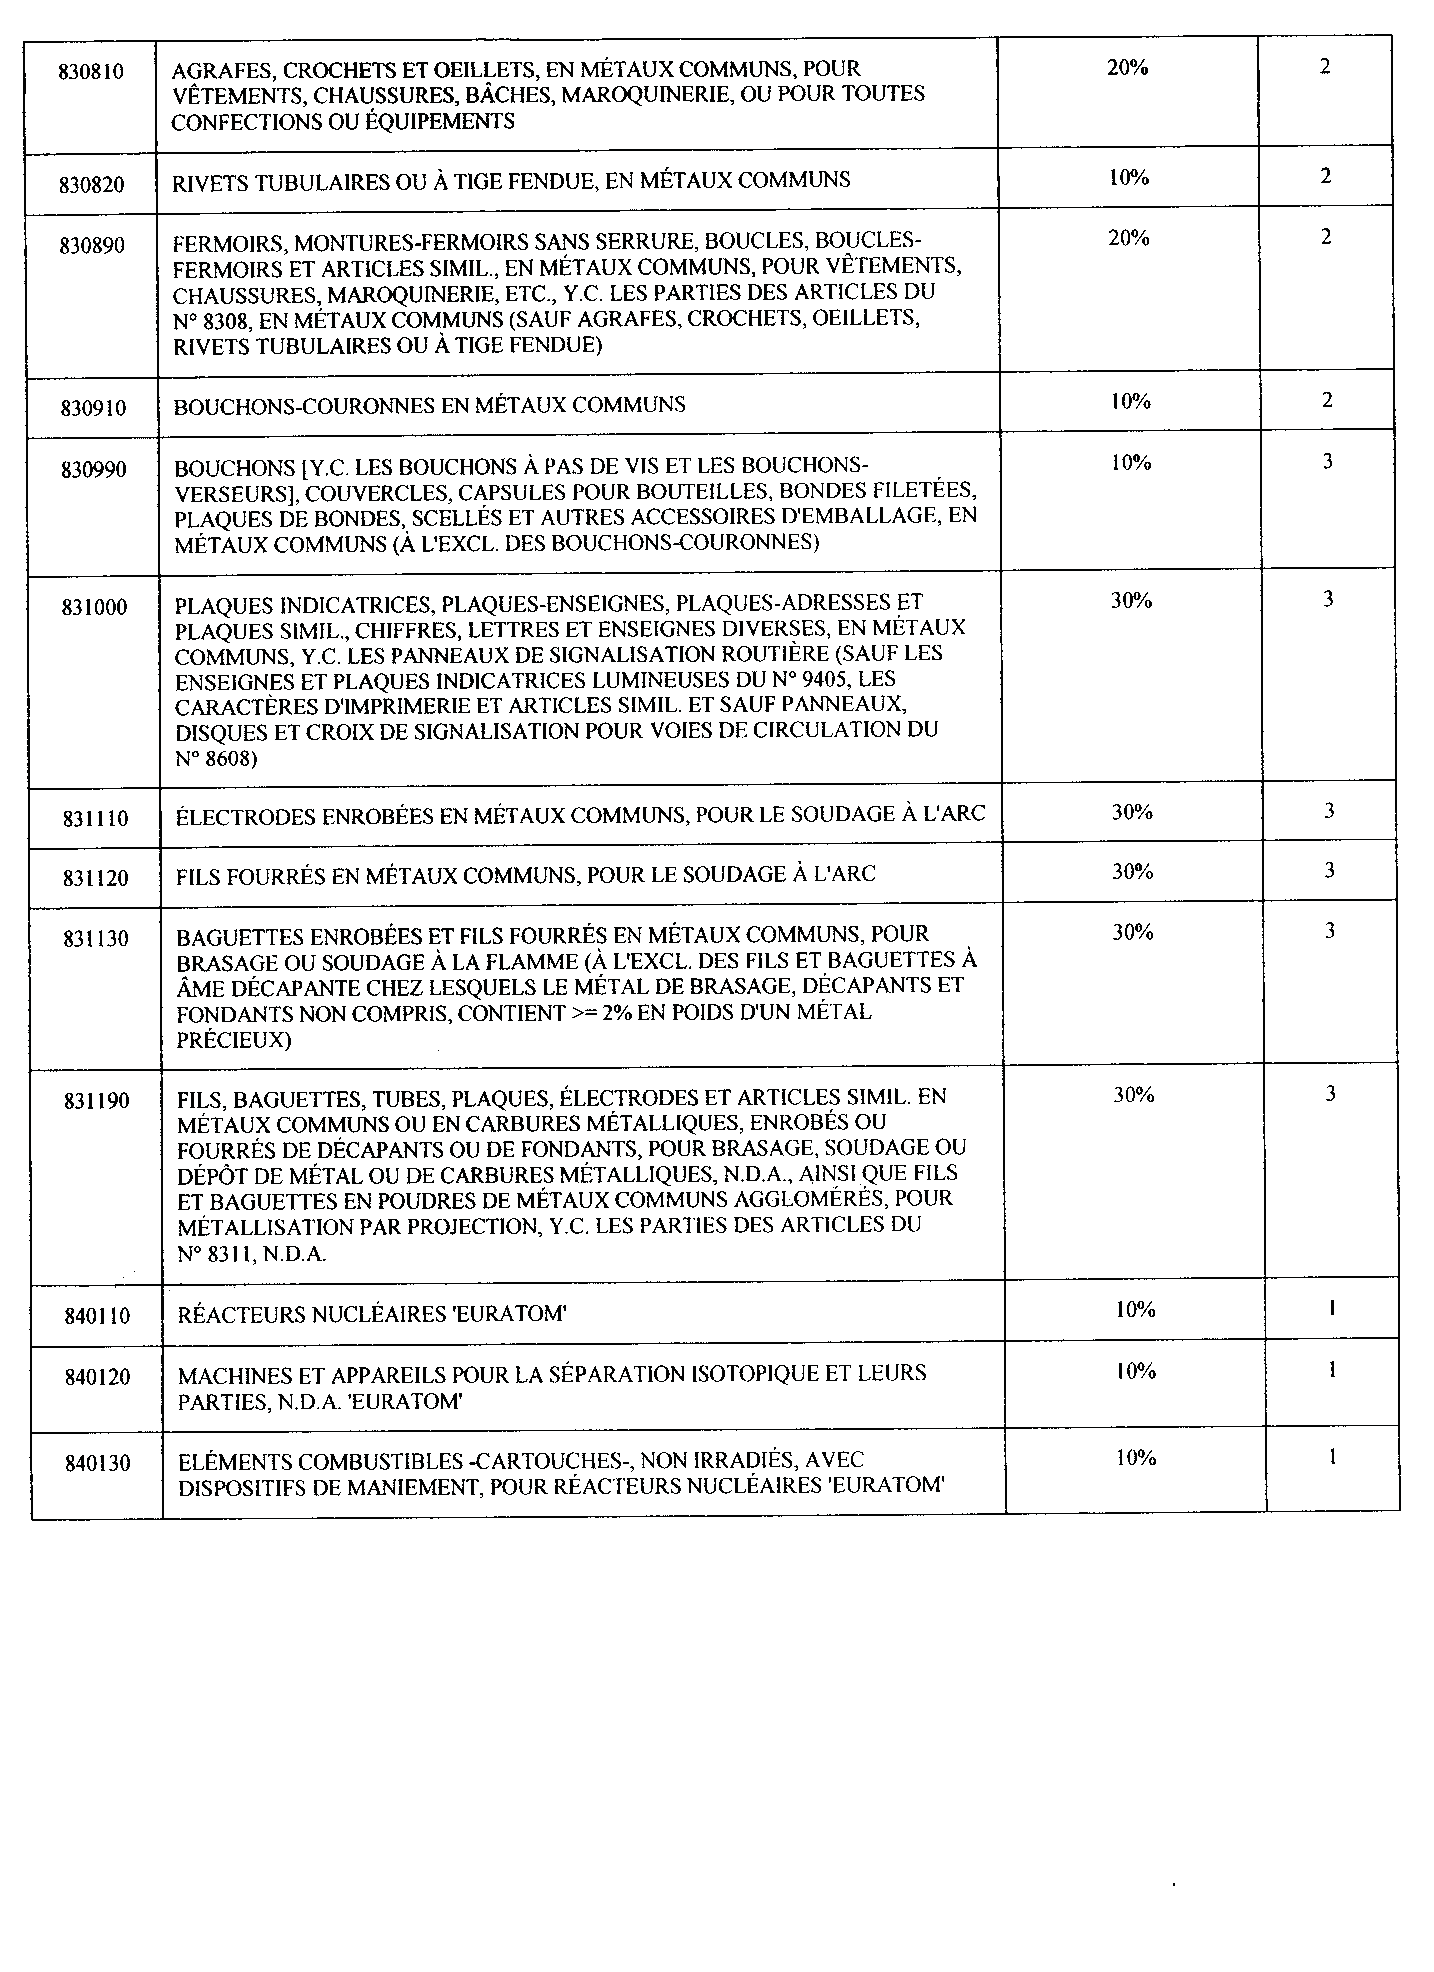 830810 AGRAFES, CROCHETS ET OEILLETS, EN MÉTAUX COMMUNS, POUR 20% 2
VÊTEMENTS, CHAUSSURES, BÂCHES, MAROQUINERIE, OU POUR TOUTES
CONFECTIONS OU ÉQUIPEMENTS
830820 RIVETS TUBULAIRES OU À TIGE FENDUE, EN MÉTAUX COMMUNS 10% 2
830890 FERMOIRS, MONTURES-FERMOIRS SANS SERRURE, BOUCLES, BOUCLES- 20% 2
FERMOIRS ET ARTICLES SIMIL., EN MÉTAUX COMMUNS, POUR VÊTEMENTS,
CHAUSSURES, MAROQUINERIE, ETC., Y.C. LES PARTIES DES ARTICLES DU
N° 8308, EN MÉTAUX COMMUNS (SAUF AGRAFES, CROCHETS, OEILLETS,
RIVETS TUBULAIRES OU À TIGE FENDUE)
830910 BOUCHONS-COURONNES EN MÉTAUX COMMUNS 10% 2
830990 BOUCHONS [Y.C. LES BOUCHONS À PAS DE VIS ET LES BOUCHONS- 10% 3
VERSEURS], COUVERCLES, CAPSULES POUR BOUTEILLES, BONDES FILETÉES,
PLAQUES DE BONDES, SCELLÉS ET AUTRES ACCESSOIRES D'EMBALLAGE, EN
MÉTAUX COMMUNS (À L'EXCL. DES BOUCHONS-COURONNES)
831000 PLAQUES INDICATRICES, PLAQUES-ENSEIGNES, PLAQUES-ADRESSES ET 30% 3
PLAQUES SIMIL., CHIFFRES, LETTRES ET ENSEIGNES DIVERSES, EN MÉTAUX
COMMUNS, Y.C. LES PANNEAUX DE SIGNALISATION ROUTIÈRE (SAUF LES
ENSEIGNES ET PLAQUES INDICATRICES LUMINEUSES DU N° 9405, LES
CARACTÈRES D'IMPRIMERIE ET ARTICLES SIMIL. ET SAUF PANNEAUX,
DISQUES ET CROIX DE SIGNALISATION POUR VOIES DE CIRCULATION DU
N° 8608)
831110 ÉLECTRODES ENROBÉES EN MÉTAUX COMMUNS, POUR LE SOUDAGE À L'ARC 30% 3
831120 FILS FOURRÉS EN MÉTAUX COMMUNS, POUR LE SOUDAGE À L'ARC 30% 3
831130 BAGUETTES ENROBÉES ET FILS FOURRÉS EN MÉTAUX COMMUNS, POUR 30% 3
BRASAGE OU SOUDAGE À LA FLAMME (À L'EXCL. DES FILS ET BAGUETTES À
ÂME DÉCAPANTE CHEZ LESQUELS LE MÉTAL DE BRASAGE, DÉCAPANTS ET
FONDANTS NON COMPRIS, CONTIENT >= 2% EN POIDS D'UN MÉTAL
PRÉCIEUX)
831190 FILS, BAGUETTES, TUBES, PLAQUES, ÉLECTRODES ET ARTICLES SIMIL. EN 30% 3
MÉTAUX COMMUNS OU EN CARBURES MÉTALLIQUES, ENROBÉS OU
FOURRÉS DE DÉCAPANTS OU DE FONDANTS, POUR BRASAGE, SOUDAGE OU
DÉPÔT DE MÉTAL OU DE CARBURES MÉTALLIQUES, N.D.A., AINSI QUE FILS
ET BAGUETTES EN POUDRES DE MÉTAUX COMMUNS AGGLOMÉRÉS, POUR
MÉTALLISATION PAR PROJECTION, Y.C. LES PARTIES DES ARTICLES DU
N° 8311, N.D.A.
840110 RÉACTEURS NUCLÉAIRES 'EURATOM' 10% 1
840120 MACHINES ET APPAREILS POUR LA SÉPARATION ISOTOPIQUE ET LEURS 10% 1
PARTIES, N.D.A. 'EURATOM'
840130 ELÉMENTS COMBUSTIBLES -CARTOUCHES-, NON IRRADIÉS, AVEC 10% 1
DISPOSITIFS DE MANIEMENT, POUR RÉACTEURS NUCLÉAIRES 'EURATOM'